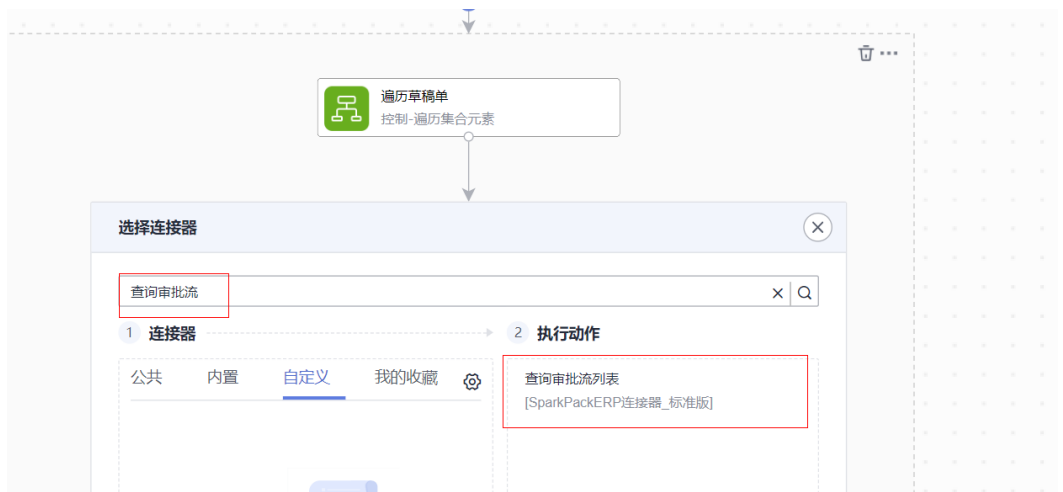 遍历草稿单
控制-遍历集合元素
选择连接器
查询审批流
1 连接器
2 执行动作
公共 内置 自定义 我的收藏
查询审批流列表
[SparkPackERP连接器_标准版]